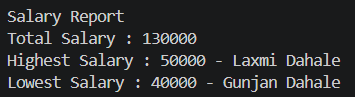 Salary Report
Total Salary : 130000
Highest Salary : 50000 - Laxmi Dahale
Lowest Salary : 40000 - Gunjan Dahale